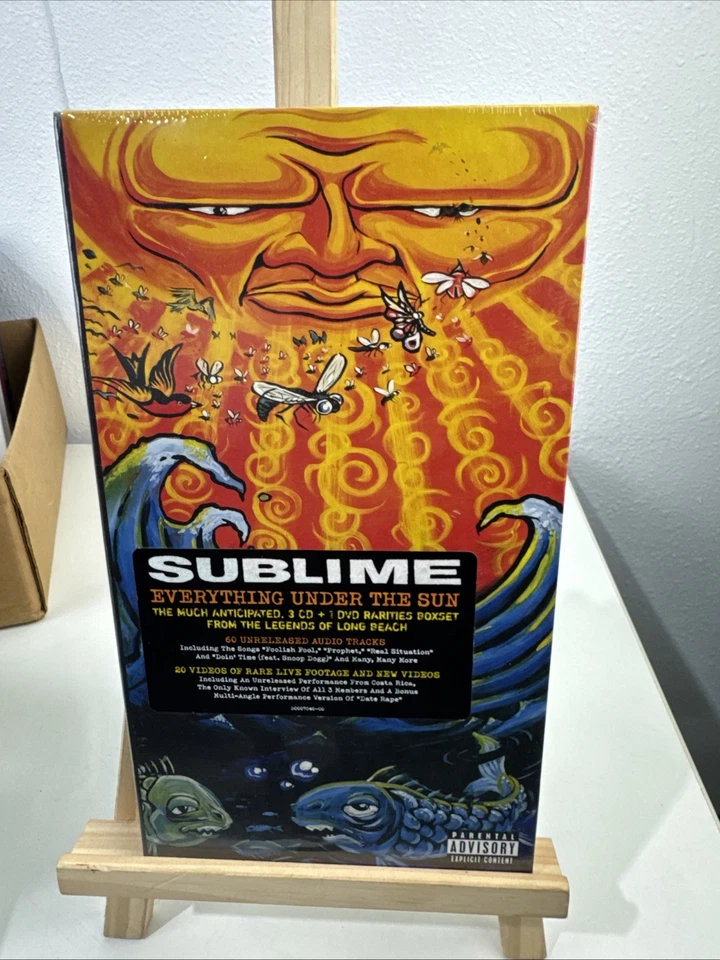 SUBLIME
EVERYTHING UNDER THE SUN
THE MUCH ANTICIPATED, 3 CD + 1 DVD RARITIES BOXSET
FROM THE LEGENDS OF LONG BEACH
60 UNRELEASED AUDIO TRACKS
Including The Songs "Foolish Fool," "Prophet," "Real Situation"
And "Doin' Time (feat. Snoop Dogg)" And Many, Many More
20 VIDEOS OF RARE LIVE FOOTAGE AND NEW VIDEOS
Including An Unreleased Performance From Costa Rica,
The Only Known Interview Of All 3 Members And A Bonus
Multi-Angle Performance Version Of "Date Rape"
PARENTAL
ADVISORY
EXPLICIT CONTENT